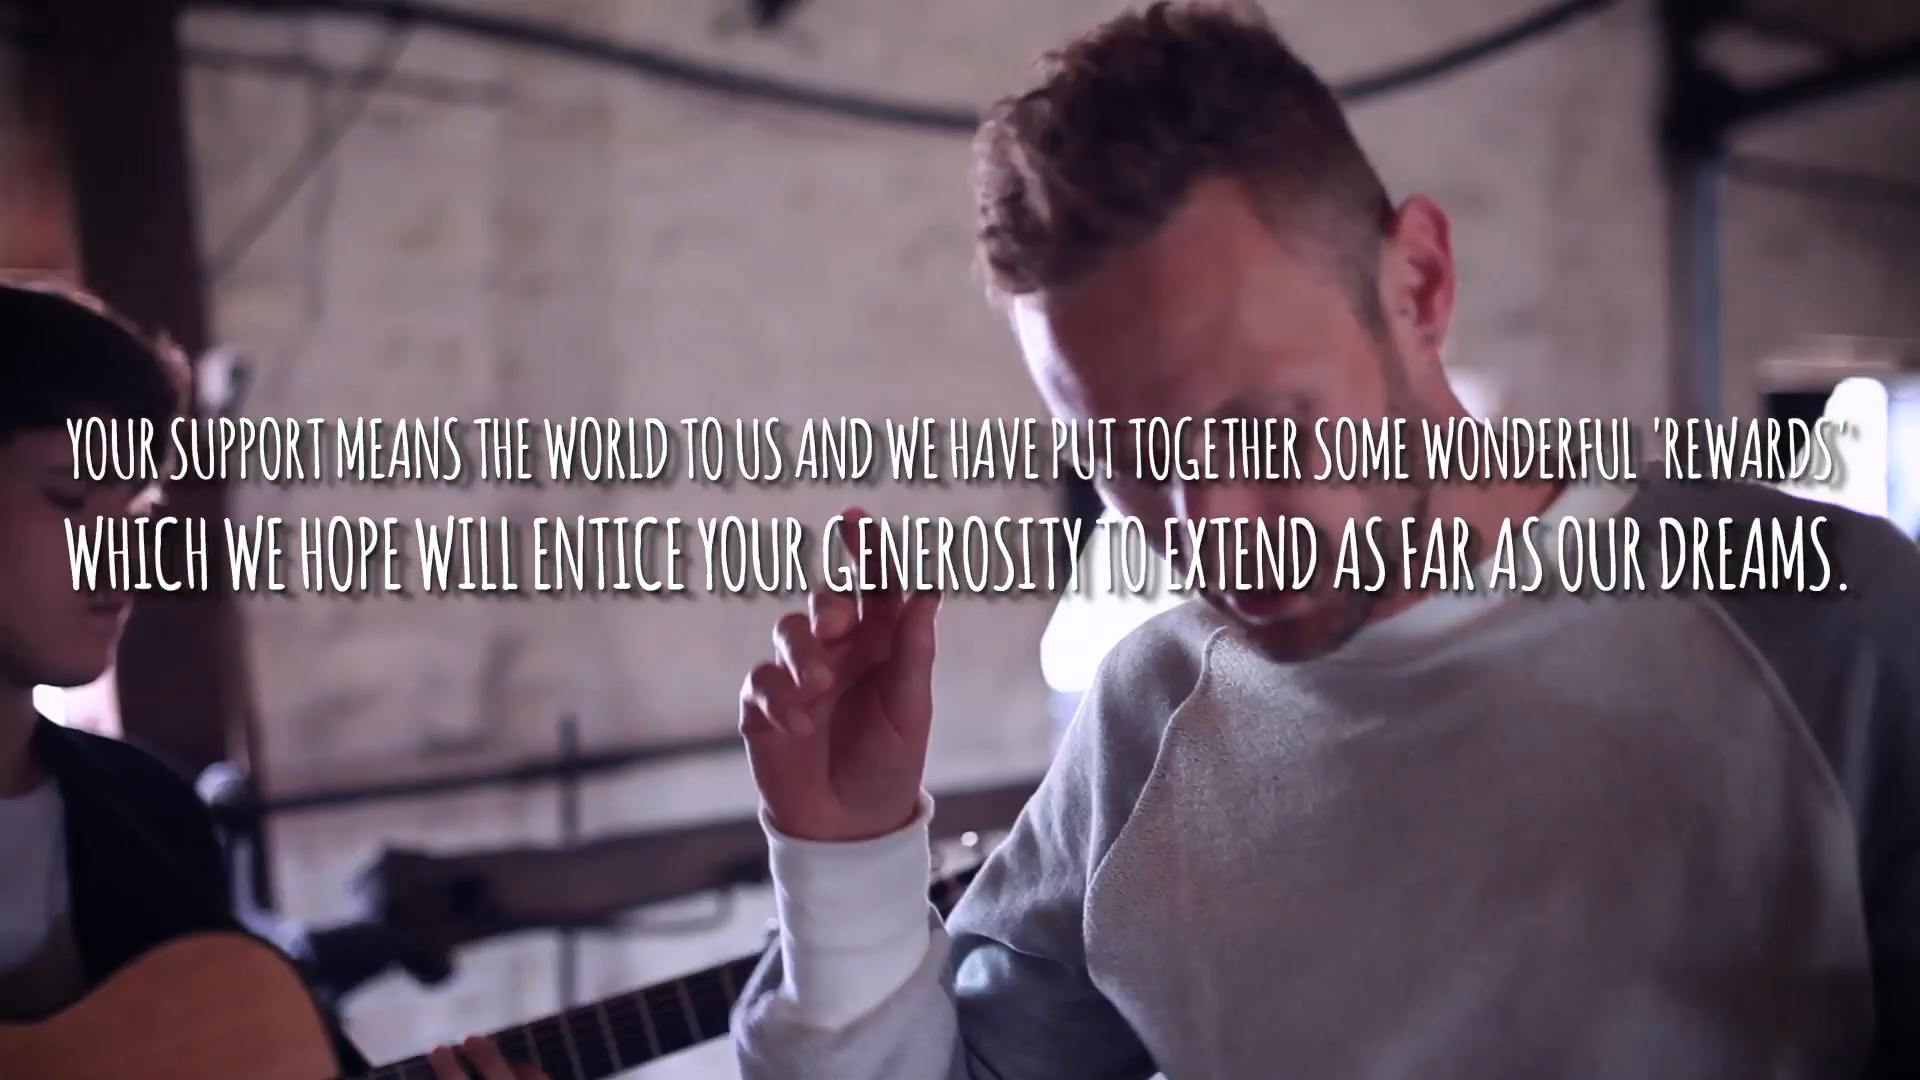 YOUR SUPPORT MEANS THE WORLD TO US AND WE HAVE PUT TOGETHER SOME WONDERFUL 'REWARDS'
WHICH WE HOPE WILL ENTICE YOUR GENEROSITY TO EXTEND AS FAR AS OUR DREAMS.